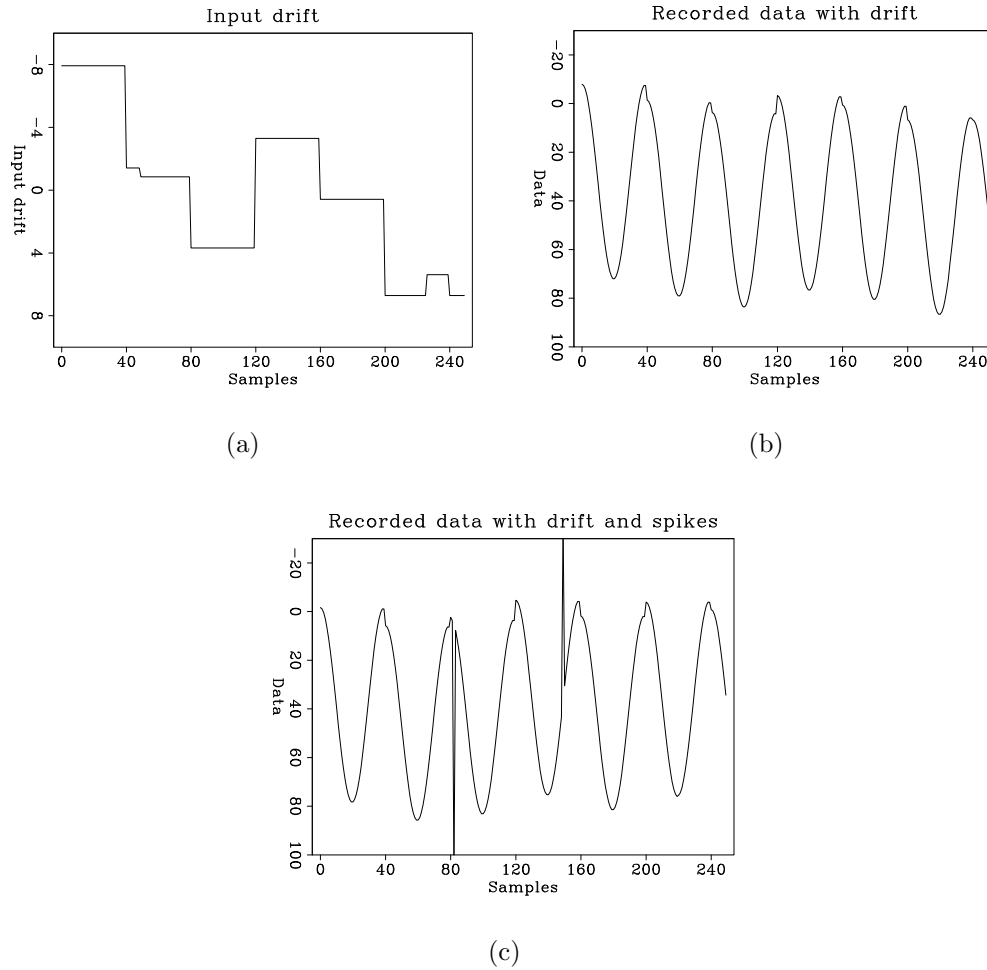 Input drift
Input drift
-8
-4
0
4
8
0 40 80 120 160 200 240
Samples
(a)
Recorded data with drift
Data
-20
0
20
40
60
80
100
0 40 80 120 160 200 240
Samples
(b)
Recorded data with drift and spikes
Data
-20
0
20
40
60
80
100
0 40 80 120 160 200 240
Samples
(c)